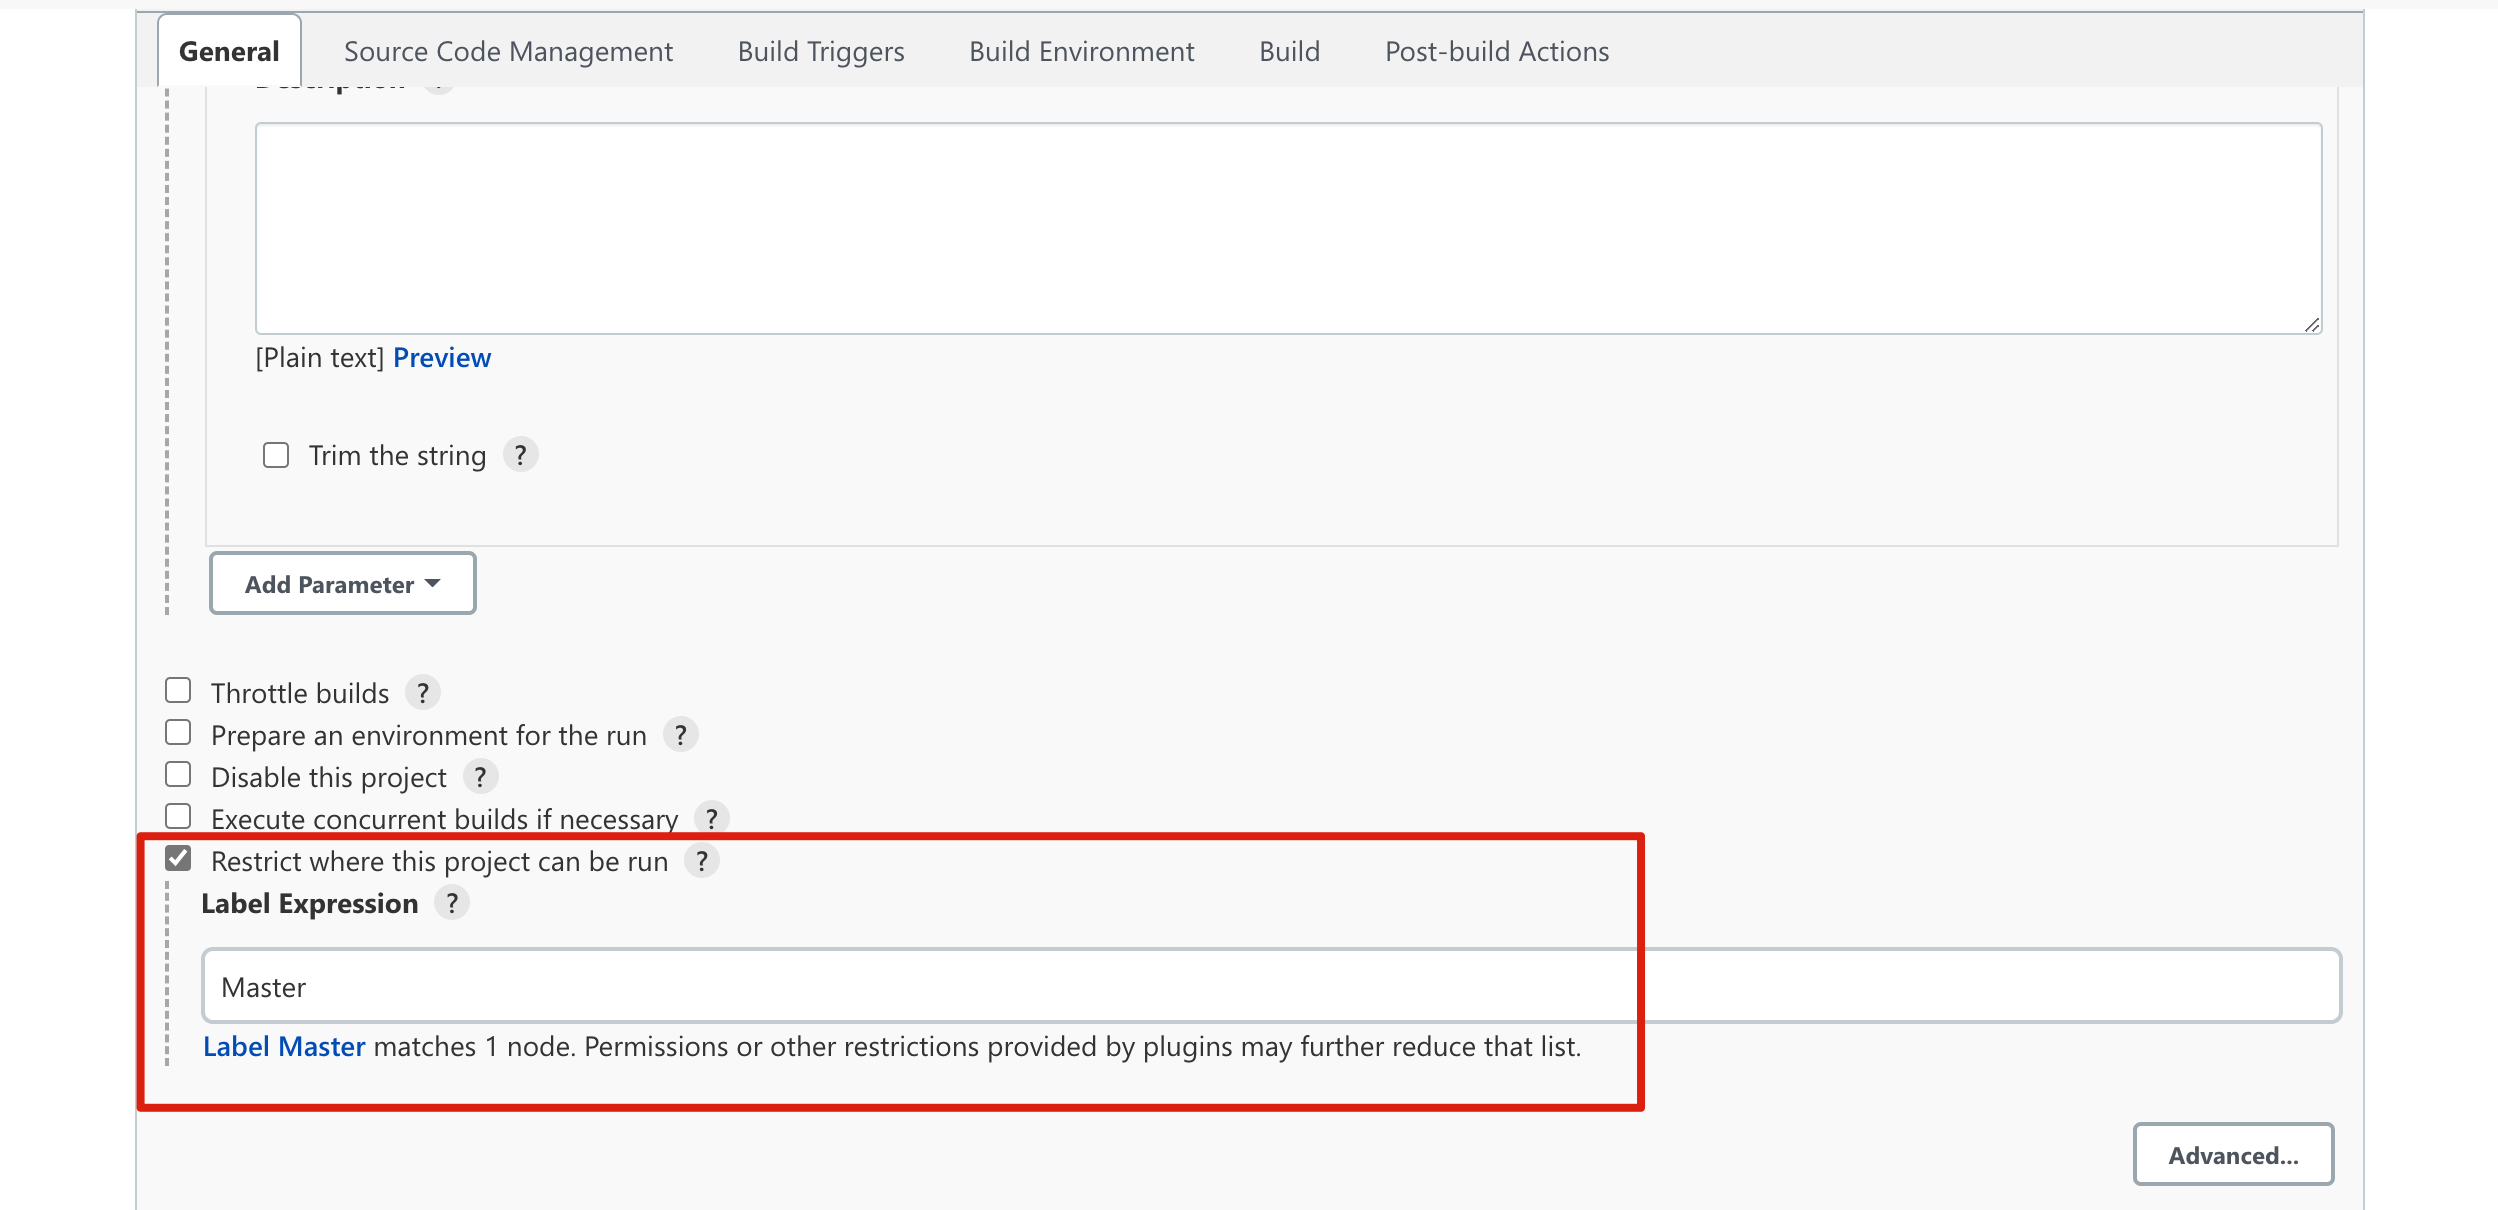 General Source Code Management Build Triggers Build Environment Build Post-build Actions
Description ?
[Plain text] Preview
Trim the string ?
Add Parameter
Throttle builds ?
Prepare an environment for the run ?
Disable this project ?
Execute concurrent builds if necessary ?
Restrict where this project can be run ?
Label Expression ?
Master
Label Master matches 1 node. Permissions or other restrictions provided by plugins may further reduce that list.
Advanced...